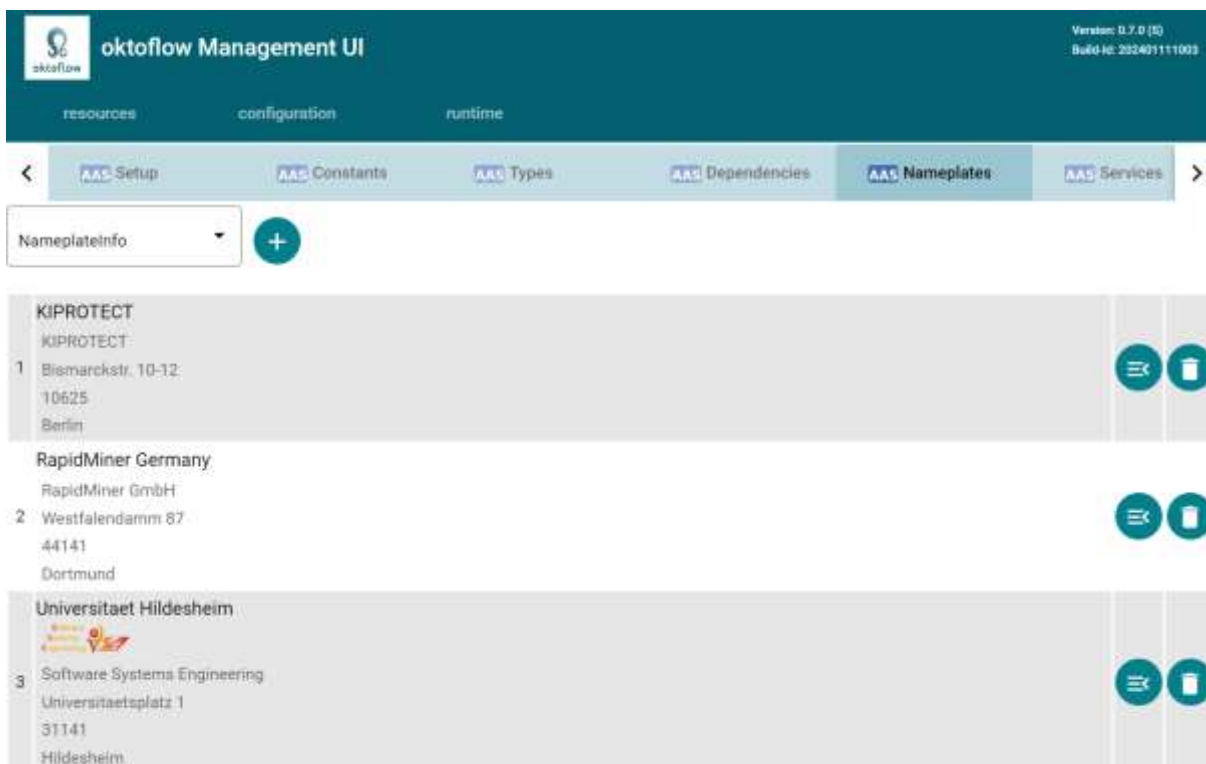 oktoflow
oktoflow Management UI
Version: 0.7.0 (S)
Build-Id: 202401111003
resources configuration runtime
AAS Setup AAS Constants AAS Types AAS Dependencies AAS Nameplates AAS Services
NameplateInfo
KIPROTECT
KIPROTECT
1 Bismarckstr. 10-12
10625
Berlin
RapidMiner Germany
RapidMiner GmbH
2 Westfalendamm 87
44141
Dortmund
Universitaet Hildesheim
3 Software Systems Engineering
Universitaetsplatz 1
31141
Hildesheim